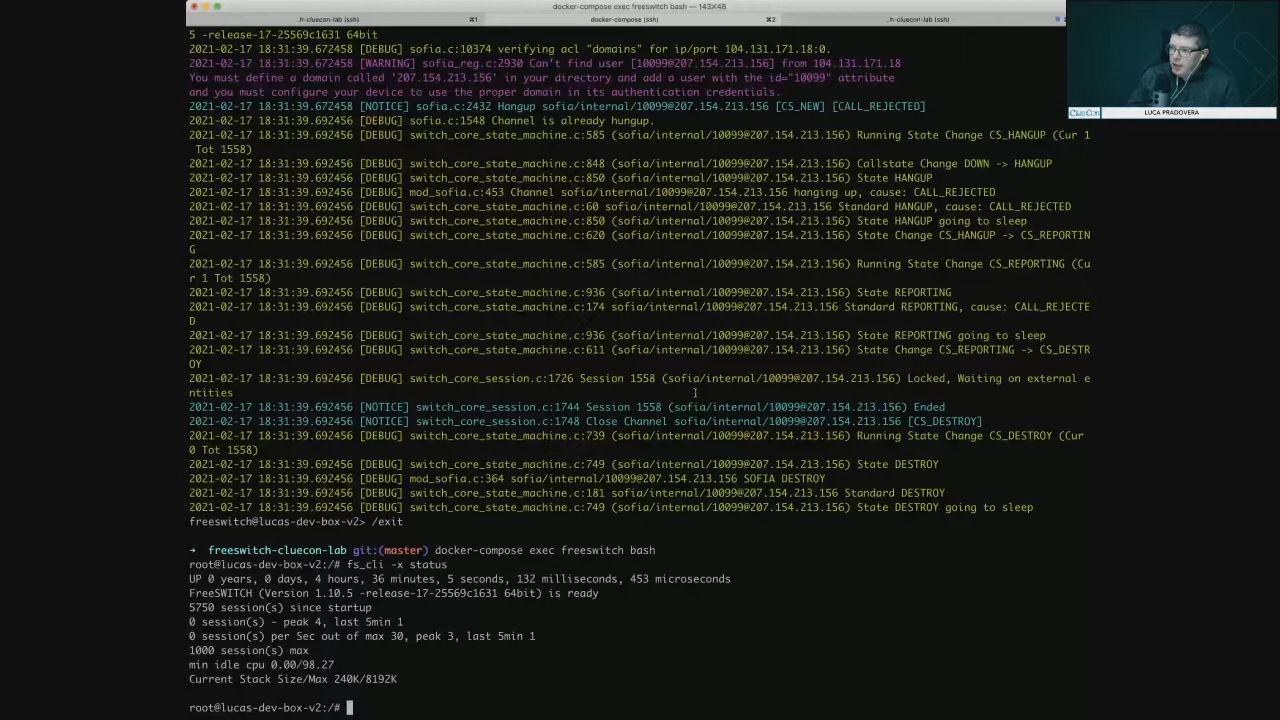 docker-compose exec freeswitch bash — 143×48
..h-cluecon-lab (ssh) ⌘1 docker-compose (ssh) ⌘2 ..h-cluecon-lab (ssh)
5 -release-17-25569c1631 64bit
2021-02-17 18:31:39.672458 [DEBUG] sofia.c:10374 verifying acl "domains" for ip/port 104.131.171.18:0.
2021-02-17 18:31:39.672458 [WARNING] sofia_reg.c:2930 Can't find user [10099@207.154.213.156] from 104.131.171.18
You must define a domain called '207.154.213.156' in your directory and add a user with the id="10099" attribute
and you must configure your device to use the proper domain in its authentication credentials.
2021-02-17 18:31:39.672458 [NOTICE] sofia.c:2432 Hangup sofia/internal/10099@207.154.213.156 [CS_NEW] [CALL_REJECTED]
2021-02-17 18:31:39.692456 [DEBUG] sofia.c:1548 Channel is already hungup.
2021-02-17 18:31:39.692456 [DEBUG] switch_core_state_machine.c:585 (sofia/internal/10099@207.154.213.156) Running State Change CS_HANGUP (Cur 1
Tot 1558)
2021-02-17 18:31:39.692456 [DEBUG] switch_core_state_machine.c:848 (sofia/internal/10099@207.154.213.156) Callstate Change DOWN -> HANGUP
2021-02-17 18:31:39.692456 [DEBUG] switch_core_state_machine.c:850 (sofia/internal/10099@207.154.213.156) State HANGUP
2021-02-17 18:31:39.692456 [DEBUG] mod_sofia.c:453 Channel sofia/internal/10099@207.154.213.156 hanging up, cause: CALL_REJECTED
2021-02-17 18:31:39.692456 [DEBUG] switch_core_state_machine.c:60 sofia/internal/10099@207.154.213.156 Standard HANGUP, cause: CALL_REJECTED
2021-02-17 18:31:39.692456 [DEBUG] switch_core_state_machine.c:850 (sofia/internal/10099@207.154.213.156) State HANGUP going to sleep
2021-02-17 18:31:39.692456 [DEBUG] switch_core_state_machine.c:620 (sofia/internal/10099@207.154.213.156) State Change CS_HANGUP -> CS_REPORTIN
G
2021-02-17 18:31:39.692456 [DEBUG] switch_core_state_machine.c:585 (sofia/internal/10099@207.154.213.156) Running State Change CS_REPORTING (Cu
r 1 Tot 1558)
2021-02-17 18:31:39.692456 [DEBUG] switch_core_state_machine.c:936 (sofia/internal/10099@207.154.213.156) State REPORTING
2021-02-17 18:31:39.692456 [DEBUG] switch_core_state_machine.c:174 sofia/internal/10099@207.154.213.156 Standard REPORTING, cause: CALL_REJECTE
D
2021-02-17 18:31:39.692456 [DEBUG] switch_core_state_machine.c:936 (sofia/internal/10099@207.154.213.156) State REPORTING going to sleep
2021-02-17 18:31:39.692456 [DEBUG] switch_core_state_machine.c:611 (sofia/internal/10099@207.154.213.156) State Change CS_REPORTING -> CS_DESTR
OY
2021-02-17 18:31:39.692456 [DEBUG] switch_core_session.c:1726 Session 1558 (sofia/internal/10099@207.154.213.156) Locked, Waiting on external e
ntities
2021-02-17 18:31:39.692456 [NOTICE] switch_core_session.c:1744 Session 1558 (sofia/internal/10099@207.154.213.156) Ended
2021-02-17 18:31:39.692456 [NOTICE] switch_core_session.c:1748 Close Channel sofia/internal/10099@207.154.213.156 [CS_DESTROY]
2021-02-17 18:31:39.692456 [DEBUG] switch_core_state_machine.c:739 (sofia/internal/10099@207.154.213.156) Running State Change CS_DESTROY (Cur
0 Tot 1558)
2021-02-17 18:31:39.692456 [DEBUG] switch_core_state_machine.c:749 (sofia/internal/10099@207.154.213.156) State DESTROY
2021-02-17 18:31:39.692456 [DEBUG] mod_sofia.c:364 sofia/internal/10099@207.154.213.156 SOFIA DESTROY
2021-02-17 18:31:39.692456 [DEBUG] switch_core_state_machine.c:181 sofia/internal/10099@207.154.213.156 Standard DESTROY
2021-02-17 18:31:39.692456 [DEBUG] switch_core_state_machine.c:749 (sofia/internal/10099@207.154.213.156) State DESTROY going to sleep
freeswitch@lucas-dev-box-v2> /exit
→ freeswitch-cluecon-lab git:(master) docker-compose exec freeswitch bash
root@lucas-dev-box-v2:/# fs_cli -x status
UP 0 years, 0 days, 4 hours, 36 minutes, 5 seconds, 132 milliseconds, 453 microseconds
FreeSWITCH (Version 1.10.5 -release-17-25569c1631 64bit) is ready
5750 session(s) since startup
0 session(s) - peak 4, last 5min 1
0 session(s) per Sec out of max 30, peak 3, last 5min 1
1000 session(s) max
min idle cpu 0.00/98.27
Current Stack Size/Max 240K/8192K
root@lucas-dev-box-v2:/#
ClueCon LUCA PRADOVERA